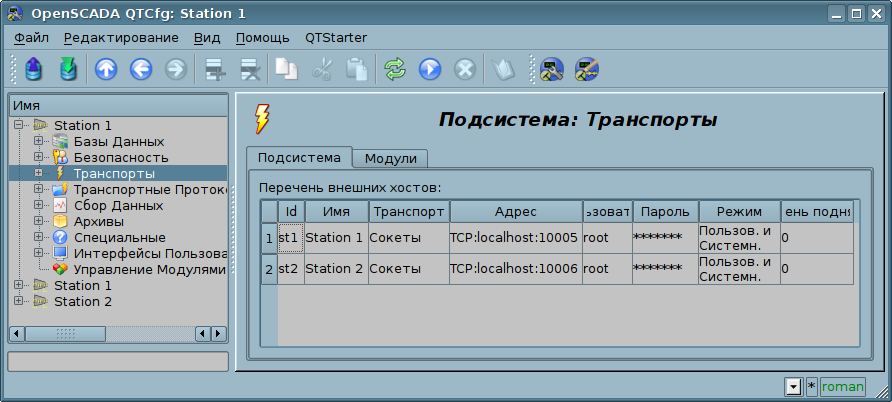 OpenSCADA QTCfg: Station 1
Файл Редактирование Вид Помощь QTStarter
Имя
Station 1
Базы Данных
Безопасность
Транспорты
Транспортные Протоко
Сбор Данных
Архивы
Специальные
Интерфейсы Пользова
Управление Модулями
Station 1
Station 2
Подсистема: Транспорты
Подсистема Модули
Перечень внешних хостов:
Id Имя Транспорт Адрес ьзоват Пароль Режим ень подня
1 st1 Station 1 Сокеты TCP:localhost:10005 root ******* Пользов. и Системн. 0
2 st2 Station 2 Сокеты TCP:localhost:10006 root ******* Пользов. и Системн. 0
* roman